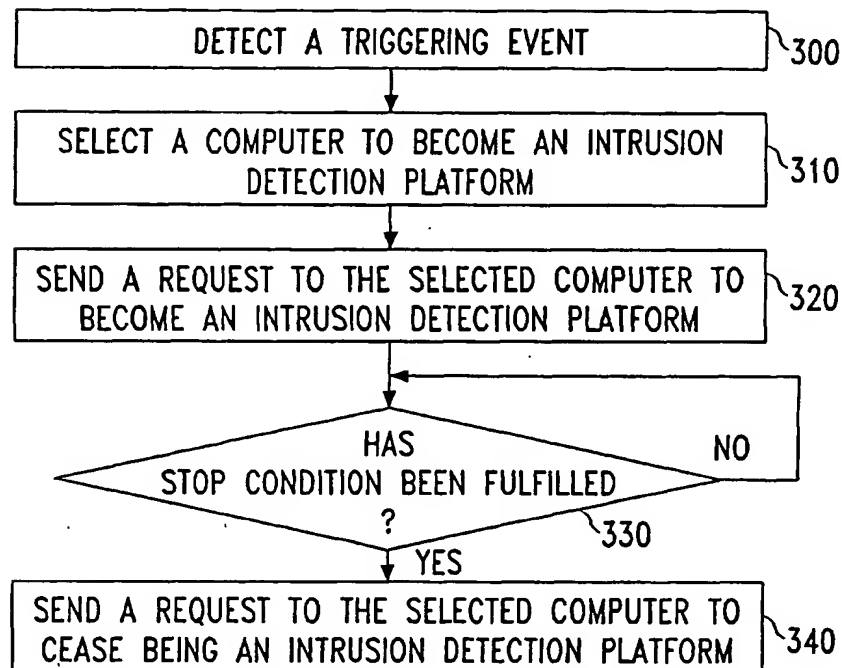 DETECT A TRIGGERING EVENT
300
SELECT A COMPUTER TO BECOME AN INTRUSION
DETECTION PLATFORM
310
SEND A REQUEST TO THE SELECTED COMPUTER TO
BECOME AN INTRUSION DETECTION PLATFORM
320
HAS
STOP CONDITION BEEN FULFILLED
?
NO
330
YES
SEND A REQUEST TO THE SELECTED COMPUTER TO
CEASE BEING AN INTRUSION DETECTION PLATFORM
340